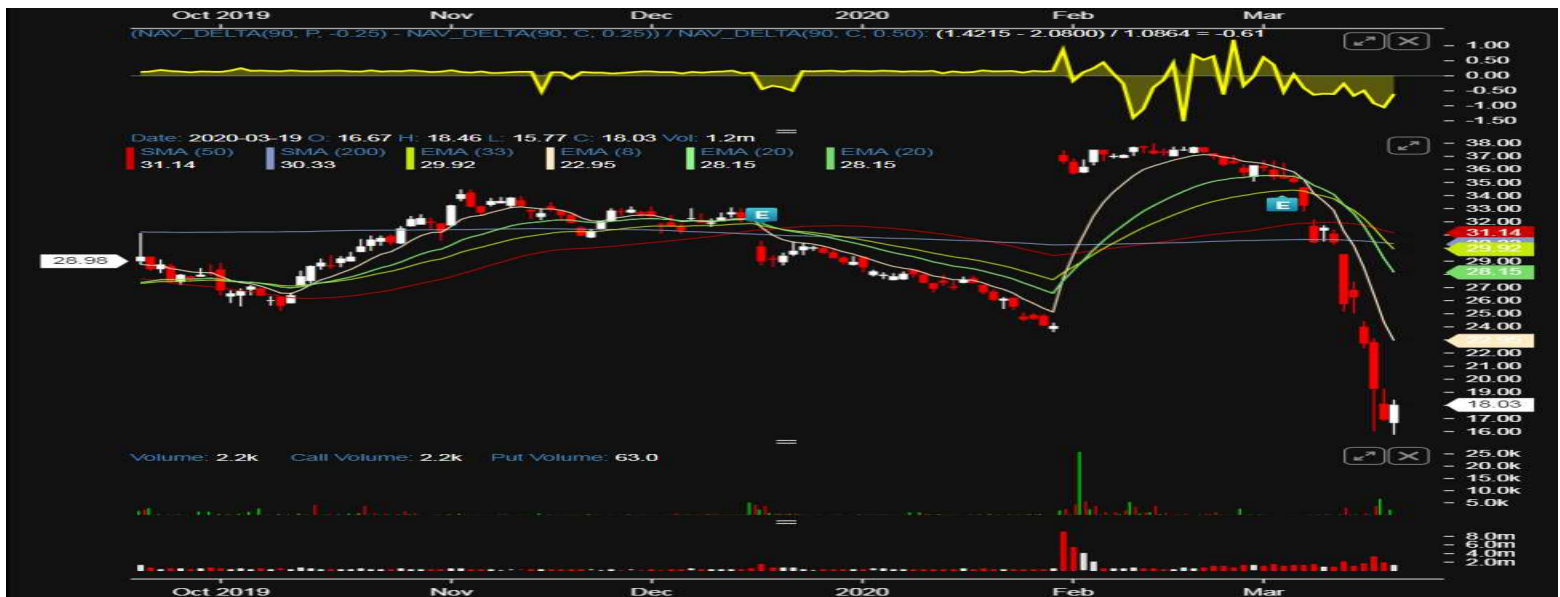 Oct 2019 Nov Dec 2020 Feb Mar
(NAV_DELTA(90, P, -0.25) - NAV_DELTA(90, C, 0.25)) / NAV_DELTA(90, C, 0.50): (1.4215 - 2.0800) / 1.0864 = -0.61
1.00
0.50
0.00
-0.50
-1.00
-1.50
Date: 2020-03-19 O: 16.67 H: 18.46 L: 15.77 C: 18.03 Vol: 1.2m
SMA (50) SMA (200) EMA (33) EMA (8) EMA (20) EMA (20)
31.14 30.33 29.92 22.95 28.15 28.15
38.00
37.00
36.00
35.00
34.00
33.00
E
E
32.00
31.14
29.92
28.98
29.00
28.15
27.00
26.00
25.00
24.00
22.95
22.00
21.00
20.00
19.00
18.03
17.00
16.00
Volume: 2.2k Call Volume: 2.2k Put Volume: 63.0
25.0k
20.0k
15.0k
10.0k
5.0k
8.0m
6.0m
4.0m
2.0m
Oct 2019 Nov Dec 2020 Feb Mar